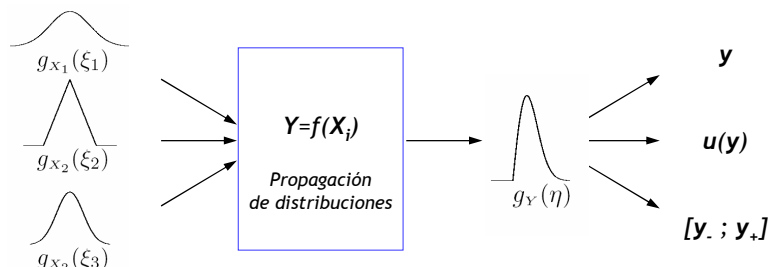 g_{X_1}(ξ_1)
g_{X_2}(ξ_2)
g_{X_3}(ξ_3)
Y=f(X_i)
Propagación
de distribuciones
g_Y(η)
y
u(y)
[y_- ; y_+]